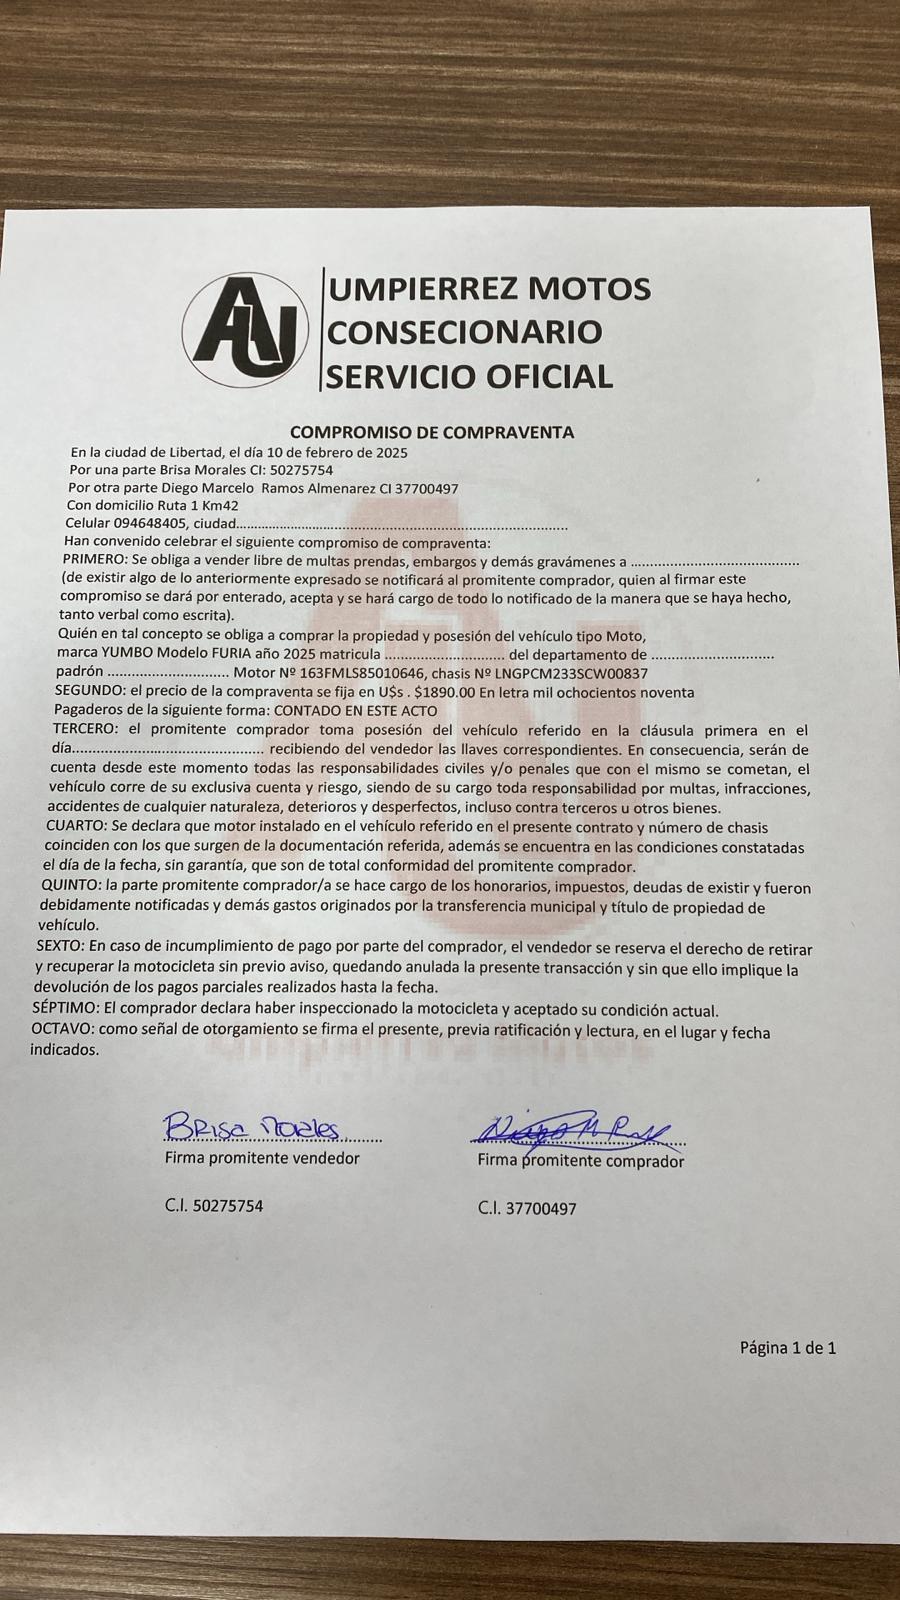 AU
UMPIERREZ MOTOS
CONSECIONARIO
SERVICIO OFICIAL
COMPROMISO DE COMPRAVENTA
En la ciudad de Libertad, el día 10 de febrero de 2025
Por una parte Brisa Morales CI: 50275754
Por otra parte Diego Marcelo Ramos Almenarez CI 37700497
Con domicilio Ruta 1 Km42
Celular 094648405, ciudad....................................................................................
Han convenido celebrar el siguiente compromiso de compraventa:
PRIMERO: Se obliga a vender libre de multas prendas, embargos y demás gravámenes a ..........................................
(de existir algo de lo anteriormente expresado se notificará al promitente comprador, quien al firmar este
compromiso se dará por enterado, acepta y se hará cargo de todo lo notificado de la manera que se haya hecho,
tanto verbal como escrita).
Quién en tal concepto se obliga a comprar la propiedad y posesión del vehículo tipo Moto,
marca YUMBO Modelo FURIA año 2025 matricula .............................. del departamento de ...............................
padrón .............................. Motor Nº 163FMLS85010646, chasis Nº LNGPCM233SCW00837
SEGUNDO: el precio de la compraventa se fija en U$s . $1890.00 En letra mil ochocientos noventa
Pagaderos de la siguiente forma: CONTADO EN ESTE ACTO
TERCERO: el promitente comprador toma posesión del vehículo referido en la cláusula primera en el
día................................................ recibiendo del vendedor las llaves correspondientes. En consecuencia, serán de
cuenta desde este momento todas las responsabilidades civiles y/o penales que con el mismo se cometan, el
vehículo corre de su exclusiva cuenta y riesgo, siendo de su cargo toda responsabilidad por multas, infracciones,
accidentes de cualquier naturaleza, deterioros y desperfectos, incluso contra terceros u otros bienes.
CUARTO: Se declara que motor instalado en el vehículo referido en el presente contrato y número de chasis
coinciden con los que surgen de la documentación referida, además se encuentra en las condiciones constatadas
el día de la fecha, sin garantía, que son de total conformidad del promitente comprador.
QUINTO: la parte promitente comprador/a se hace cargo de los honorarios, impuestos, deudas de existir y fueron
debidamente notificadas y demás gastos originados por la transferencia municipal y título de propiedad de
vehículo.
SEXTO: En caso de incumplimiento de pago por parte del comprador, el vendedor se reserva el derecho de retirar
y recuperar la motocicleta sin previo aviso, quedando anulada la presente transacción y sin que ello implique la
devolución de los pagos parciales realizados hasta la fecha.
SÉPTIMO: El comprador declara haber inspeccionado la motocicleta y aceptado su condición actual.
OCTAVO: como señal de otorgamiento se firma el presente, previa ratificación y lectura, en el lugar y fecha
indicados.
Brisa Morales
Firma promitente vendedor Firma promitente comprador
C.I. 50275754 C.I. 37700497
Página 1 de 1